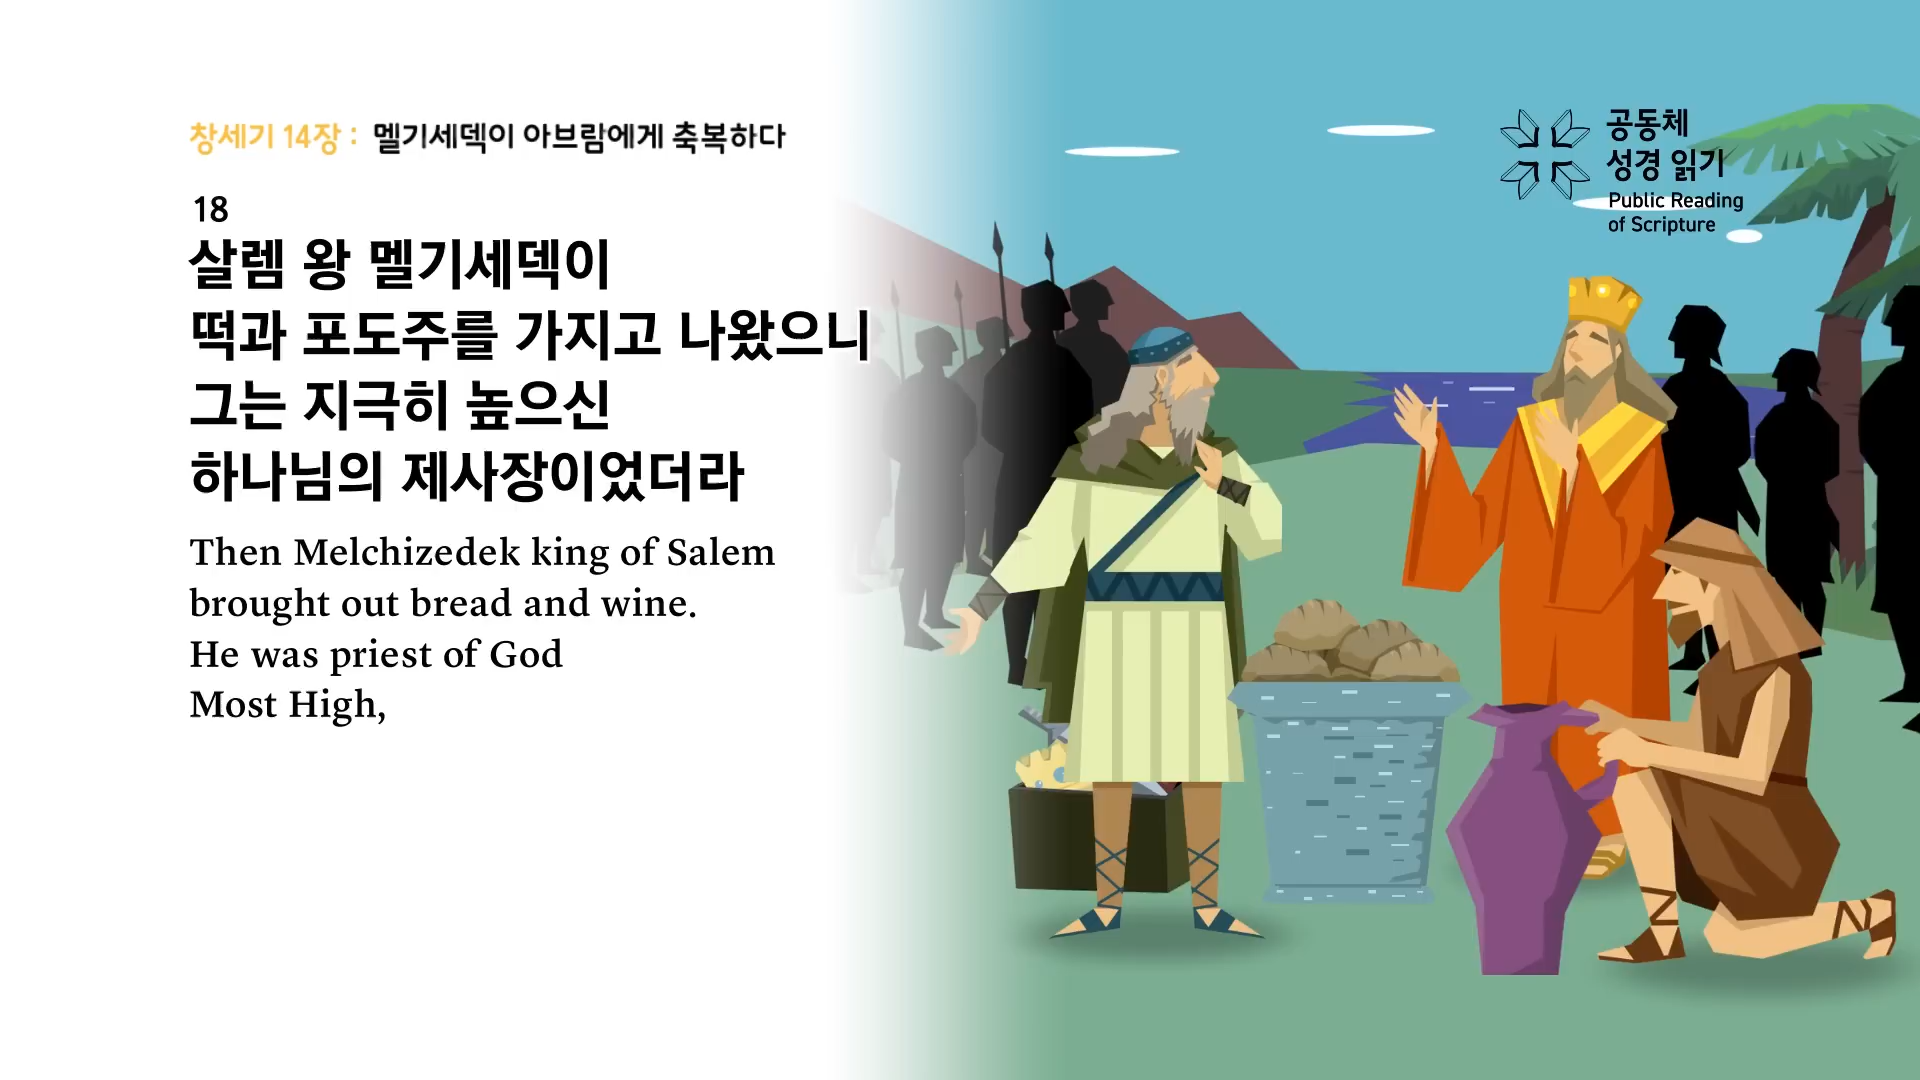 창세기 14장 : 멜기세덱이 아브람에게 축복하다
18
살렘 왕 멜기세덱이
떡과 포도주를 가지고 나왔으니
그는 지극히 높으신
하나님의 제사장이었더라
Then Melchizedek king of Salem
brought out bread and wine.
He was priest of God
Most High,
공동체
성경 읽기
Public Reading
of Scripture